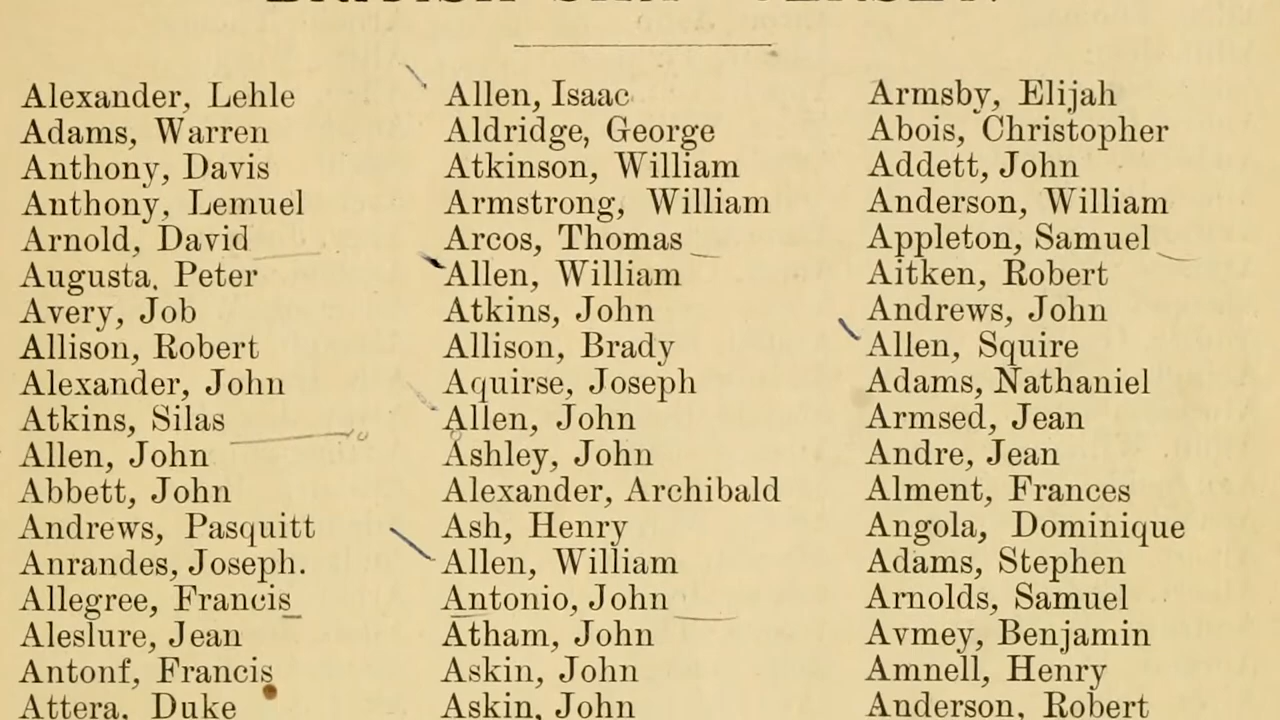 Alexander, Lehle
Adams, Warren
Anthony, Davis
Anthony, Lemuel
Arnold, David
Augusta, Peter
Avery, Job
Allison, Robert
Alexander, John
Atkins, Silas
Allen, John
Abbett, John
Andrews, Pasquitt
Anrandes, Joseph.
Allegree, Francis
Aleslure, Jean
Antonf, Francis
Attera, Duke
Allen, Isaac
Aldridge, George
Atkinson, William
Armstrong, William
Arcos, Thomas
Allen, William
Atkins, John
Allison, Brady
Aquirse, Joseph
Allen, John
Ashley, John
Alexander, Archibald
Ash, Henry
Allen, William
Antonio, John
Atham, John
Askin, John
Askin, John
Armsby, Elijah
Abois, Christopher
Addett, John
Anderson, William
Appleton, Samuel
Aitken, Robert
Andrews, John
Allen, Squire
Adams, Nathaniel
Armsed, Jean
Andre, Jean
Alment, Frances
Angola, Dominique
Adams, Stephen
Arnolds, Samuel
Avmey, Benjamin
Amnell, Henry
Anderson, Robert